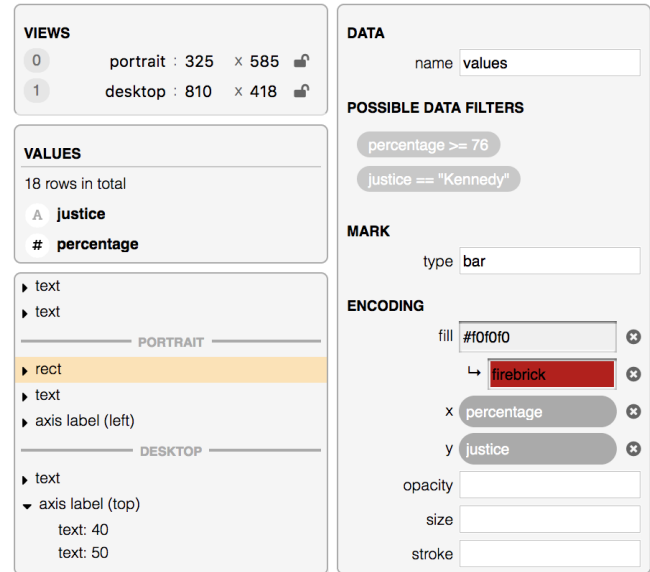 VIEWS
0 portrait : 325 x 585
1 desktop : 810 x 418
VALUES
18 rows in total
A justice
# percentage
text
text
PORTRAIT
rect
text
axis label (left)
DESKTOP
text
axis label (top)
text: 40
text: 50
DATA
name values
POSSIBLE DATA FILTERS
percentage >= 76
justice == "Kennedy"
MARK
type bar
ENCODING
fill #f0f0f0
firebrick
x percentage
y justice
opacity
size
stroke